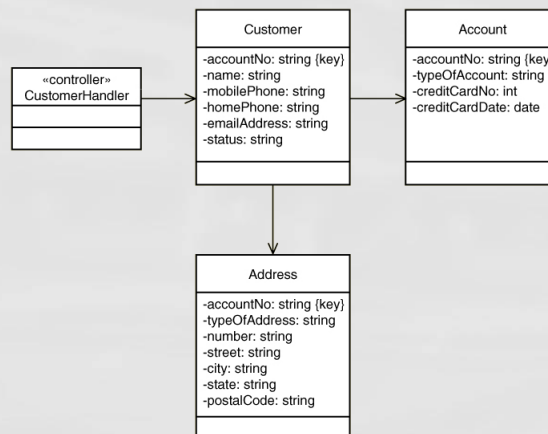 «controller»
CustomerHandler
Customer
-accountNo: string {key}
-name: string
-mobilePhone: string
-homePhone: string
-emailAddress: string
-status: string
Account
-accountNo: string {key
-typeOfAccount: string
-creditCardNo: int
-creditCardDate: date
Address
-accountNo: string {key}
-typeOfAddress: string
-number: string
-street: string
-city: string
-state: string
-postalCode: string